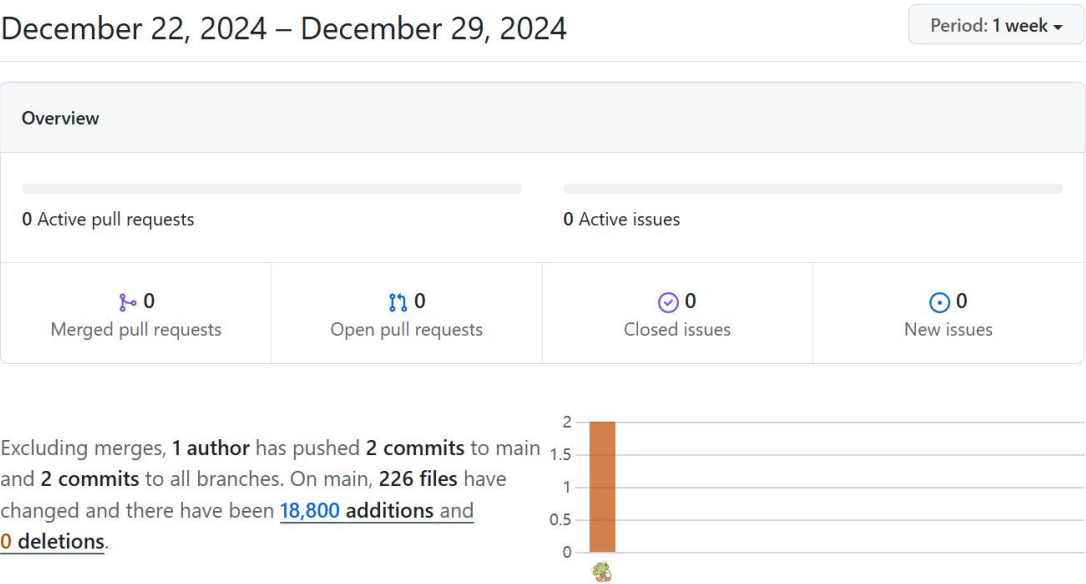 December 22, 2024 – December 29, 2024
Period: 1 week
Overview
0 Active pull requests
0 Active issues
0
Merged pull requests
0
Open pull requests
0
Closed issues
0
New issues
Excluding merges, 1 author has pushed 2 commits to main
and 2 commits to all branches. On main, 226 files have
changed and there have been 18,800 additions and
0 deletions.
2
1.5
1
0.5
0